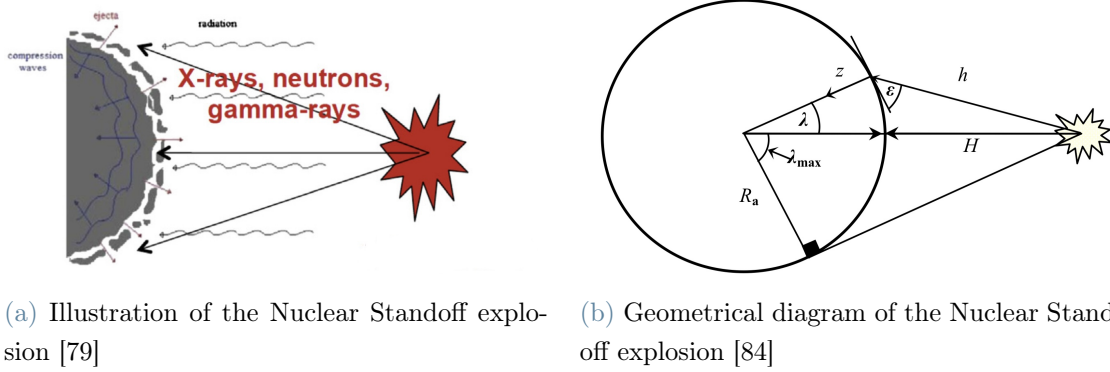 ejecta
radiation
compression
waves
X-rays, neutrons,
gamma-rays
z
h
ε
λ
H
λmax
Ra
(a) Illustration of the Nuclear Standoff explo-
sion [79]
(b) Geometrical diagram of the Nuclear Stand
off explosion [84]